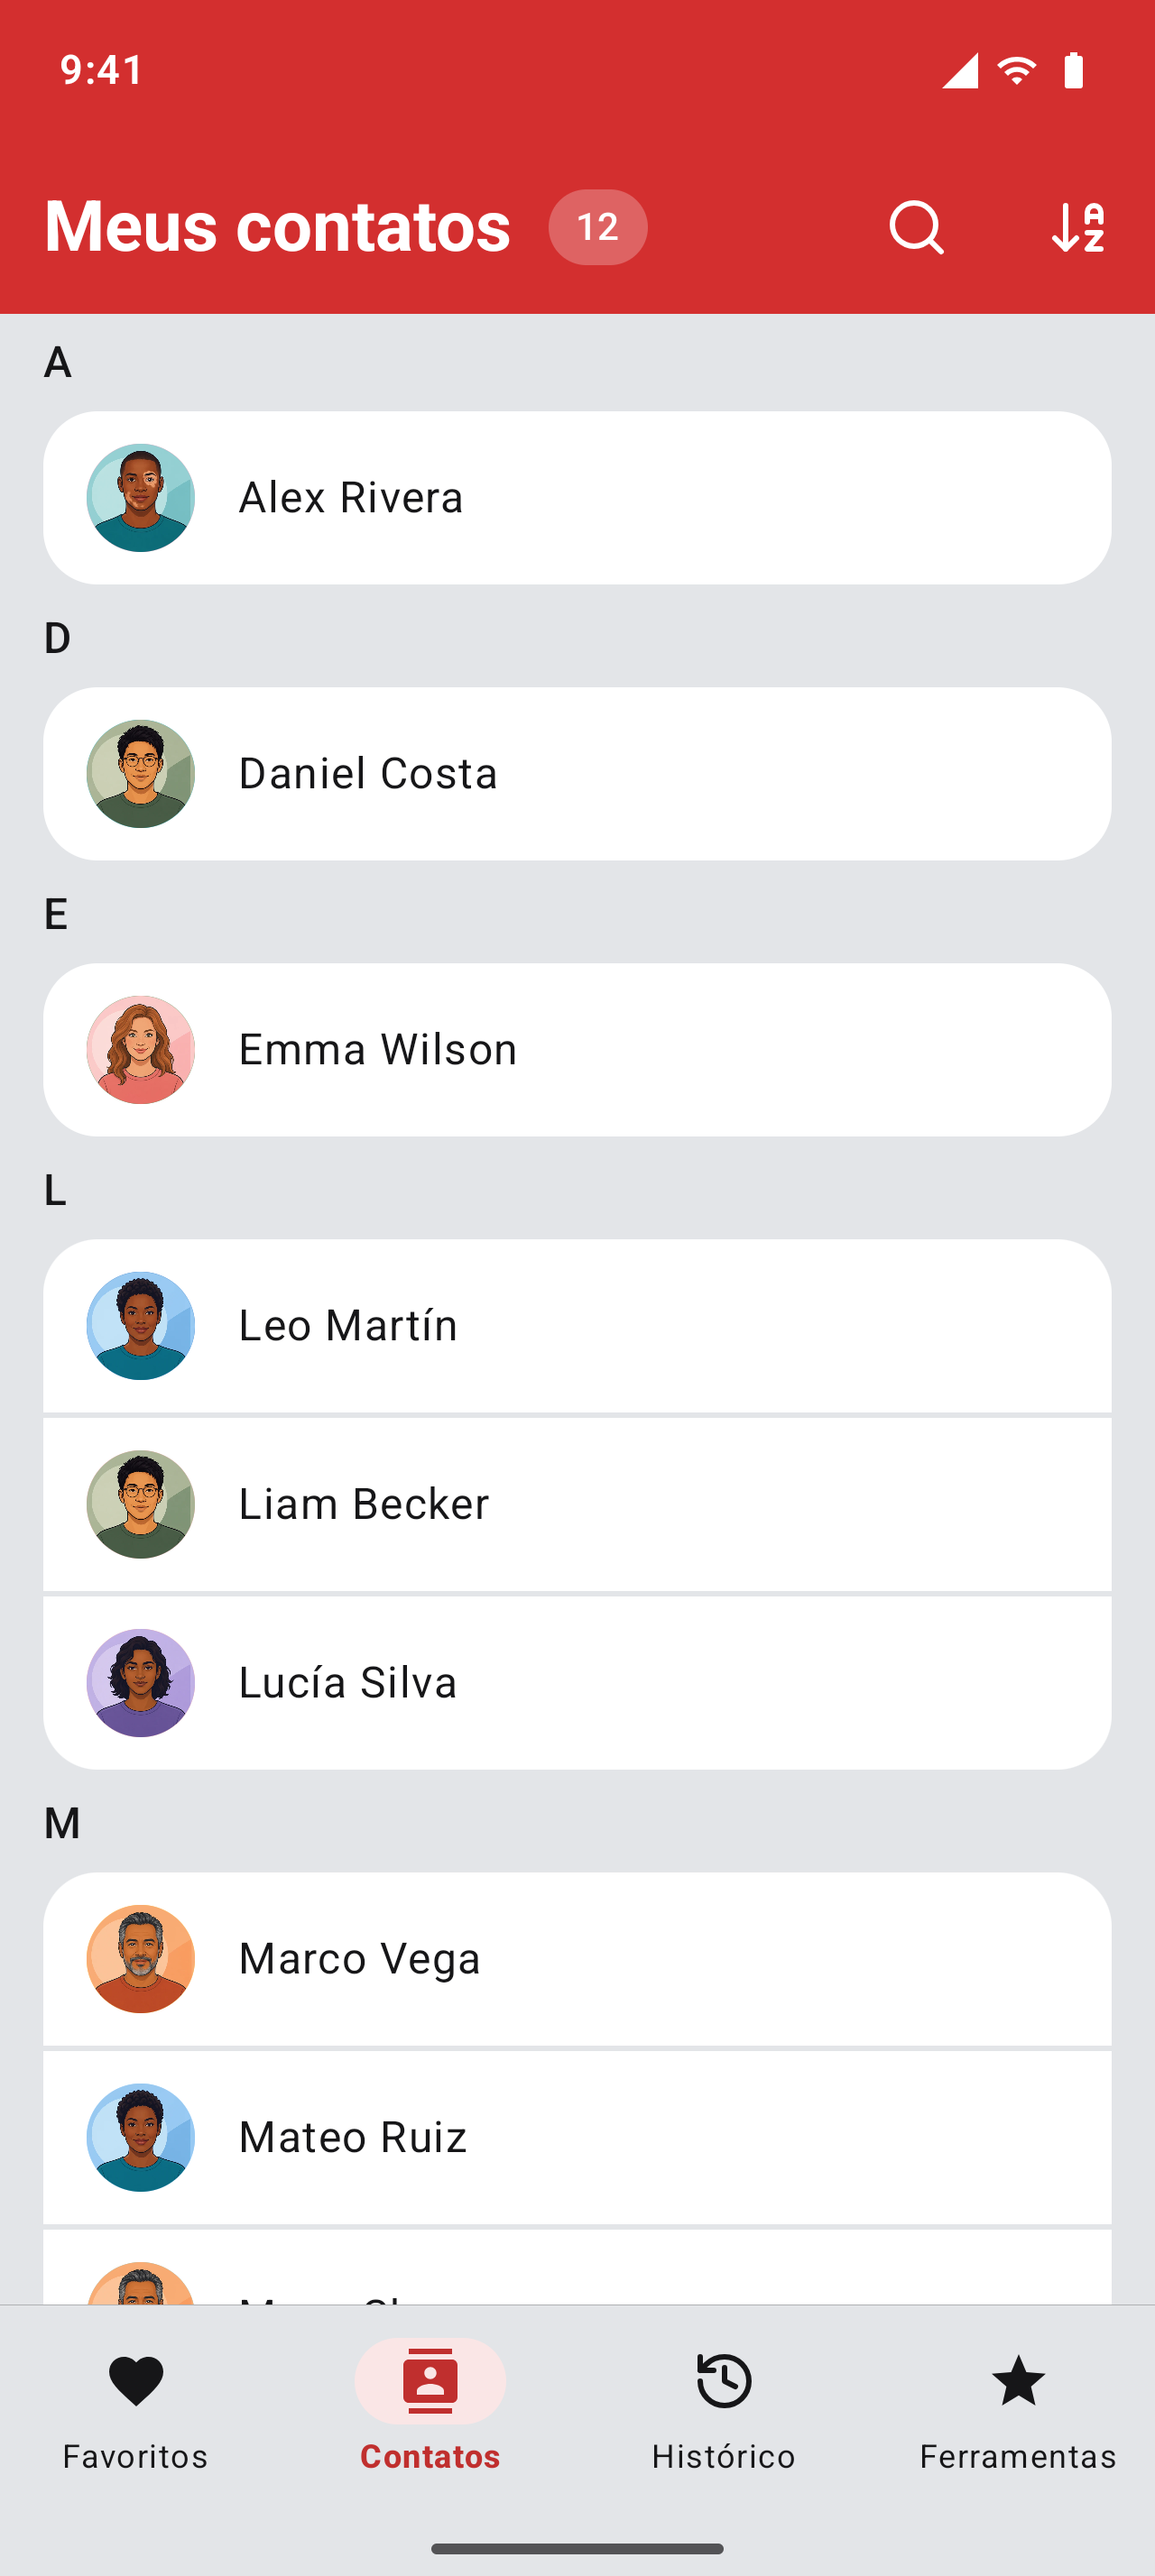 9:41
Meus contatos 12
A
Alex Rivera
D
Daniel Costa
E
Emma Wilson
L
Leo Martín
Liam Becker
Lucía Silva
M
Marco Vega
Mateo Ruiz
Favoritos Contatos Histórico Ferramentas